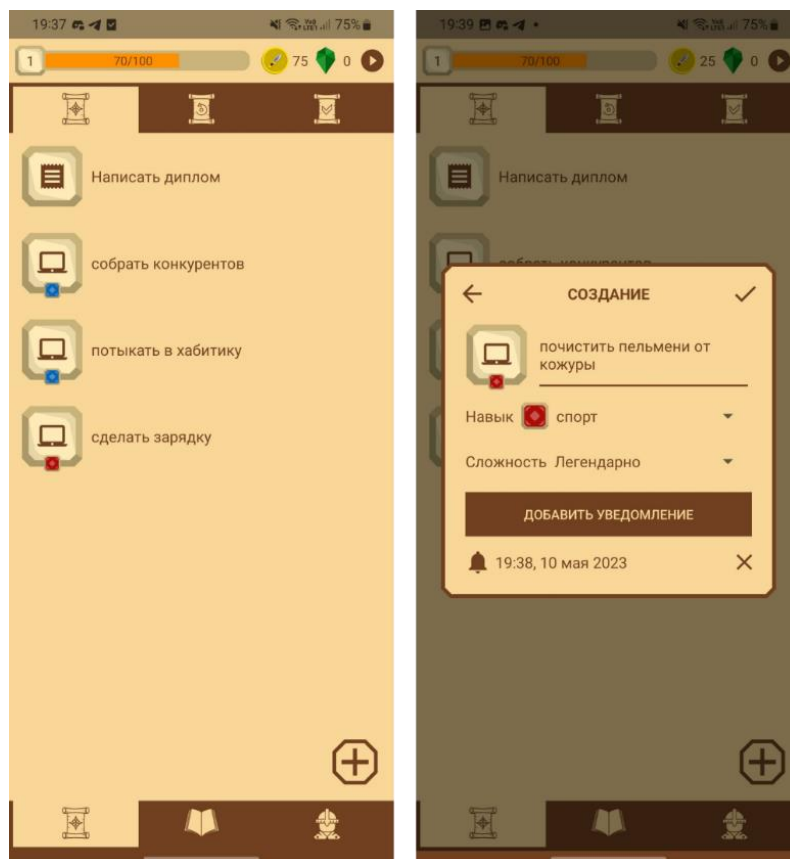 19:37
75%
1
70/100
75
0
Написать диплом
собрать конкурентов
потыкать в хабитику
сделать зарядку
19:39
75%
1
70/100
25
0
Написать диплом
собрать конкурентов
СОЗДАНИЕ
почистить пельмени от
кожуры
Навык спорт
Сложность Легендарно
ДОБАВИТЬ УВЕДОМЛЕНИЕ
19:38, 10 мая 2023